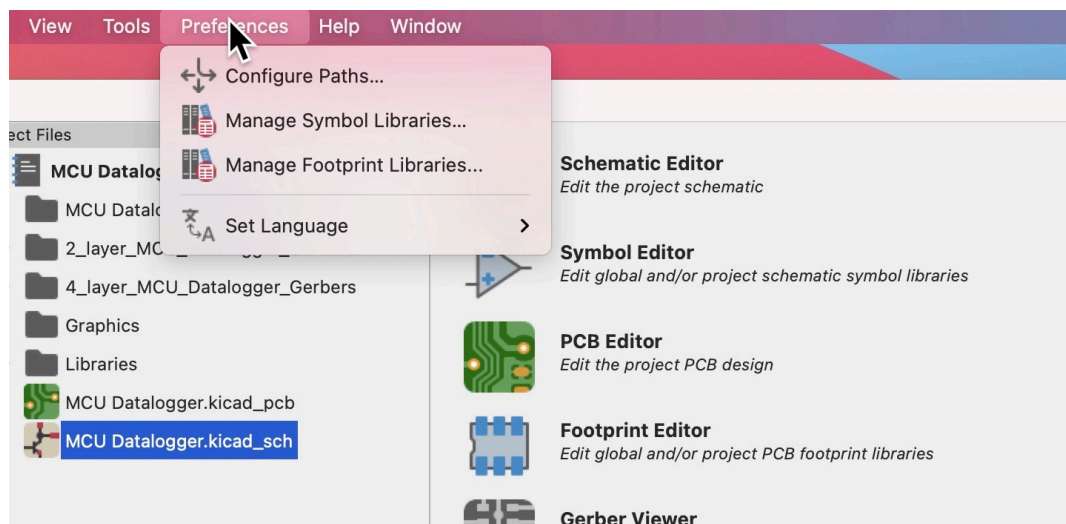 View Tools Preferences Help Window
Configure Paths...
Manage Symbol Libraries...
Manage Footprint Libraries...
Set Language
ect Files
MCU Datalog
MCU Datalo
2_layer_MC
4_layer_MCU_Datalogger_Gerbers
Graphics
Libraries
MCU Datalogger.kicad_pcb
MCU Datalogger.kicad_sch
Schematic Editor
Edit the project schematic
Symbol Editor
Edit global and/or project schematic symbol libraries
PCB Editor
Edit the project PCB design
Footprint Editor
Edit global and/or project PCB footprint libraries
Gerber Viewer